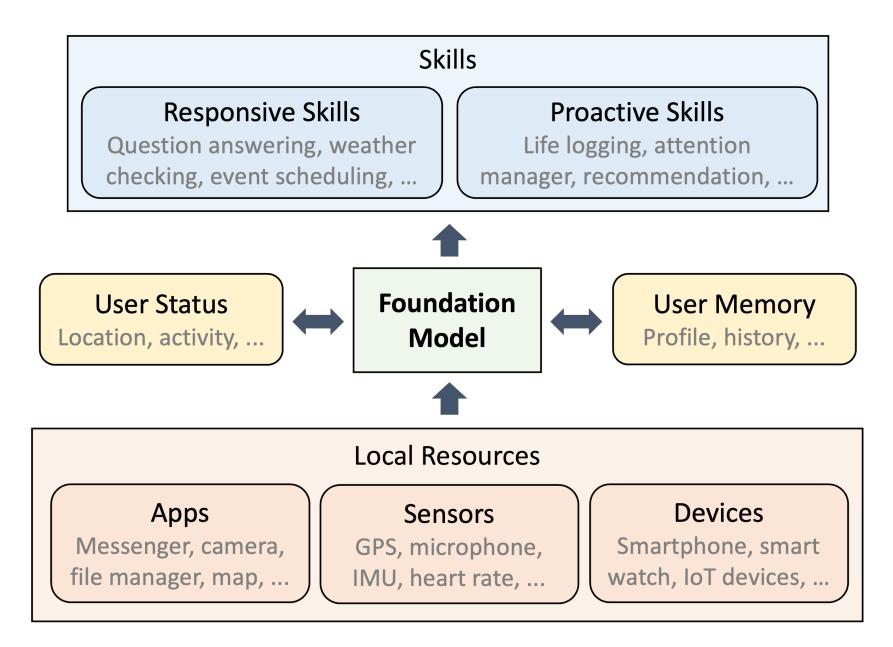 Skills
Responsive Skills
Question answering, weather
checking, event scheduling, …
Proactive Skills
Life logging, attention
manager, recommendation, …
User Status
Location, activity, ...
Foundation
Model
User Memory
Profile, history, ...
Local Resources
Apps
Messenger, camera,
file manager, map, ...
Sensors
GPS, microphone,
IMU, heart rate, ...
Devices
Smartphone, smart
watch, IoT devices, …